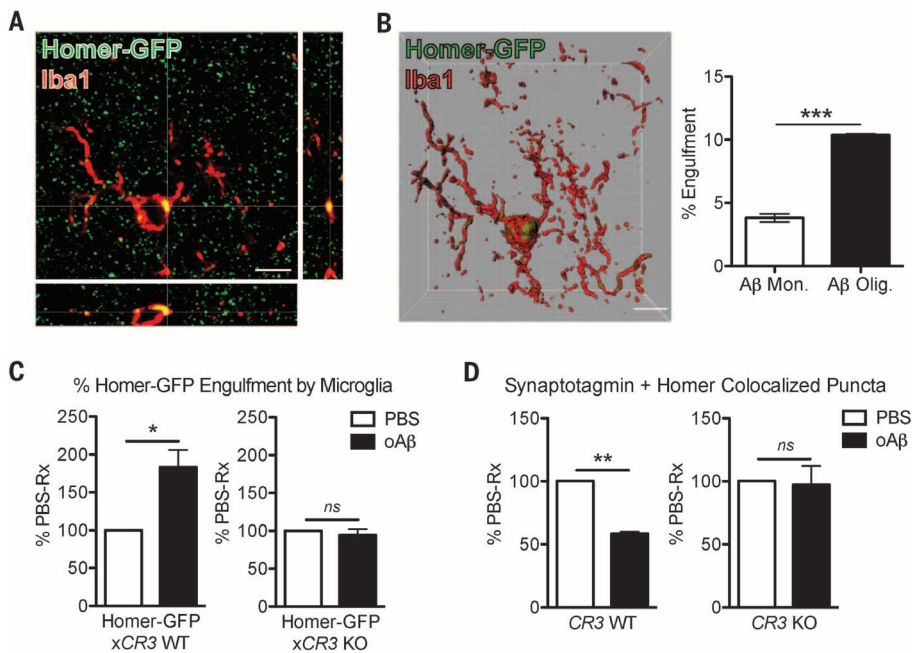 A
Homer-GFP
Iba1
B
Homer-GFP
Iba1
% Engulfment
15
10
5
0
***
Aβ Mon.
Aβ Olig.
C
% Homer-GFP Engulfment by Microglia
% PBS-Rx
250
200
150
100
50
0
*
Homer-GFP
xCR3 WT
% PBS-Rx
250
200
150
100
50
0
ns
PBS
oAβ
Homer-GFP
xCR3 KO
D
Synaptotagmin + Homer Colocalized Puncta
% PBS-Rx
150
100
50
0
**
CR3 WT
% PBS-Rx
150
100
50
0
ns
PBS
oAβ
CR3 KO